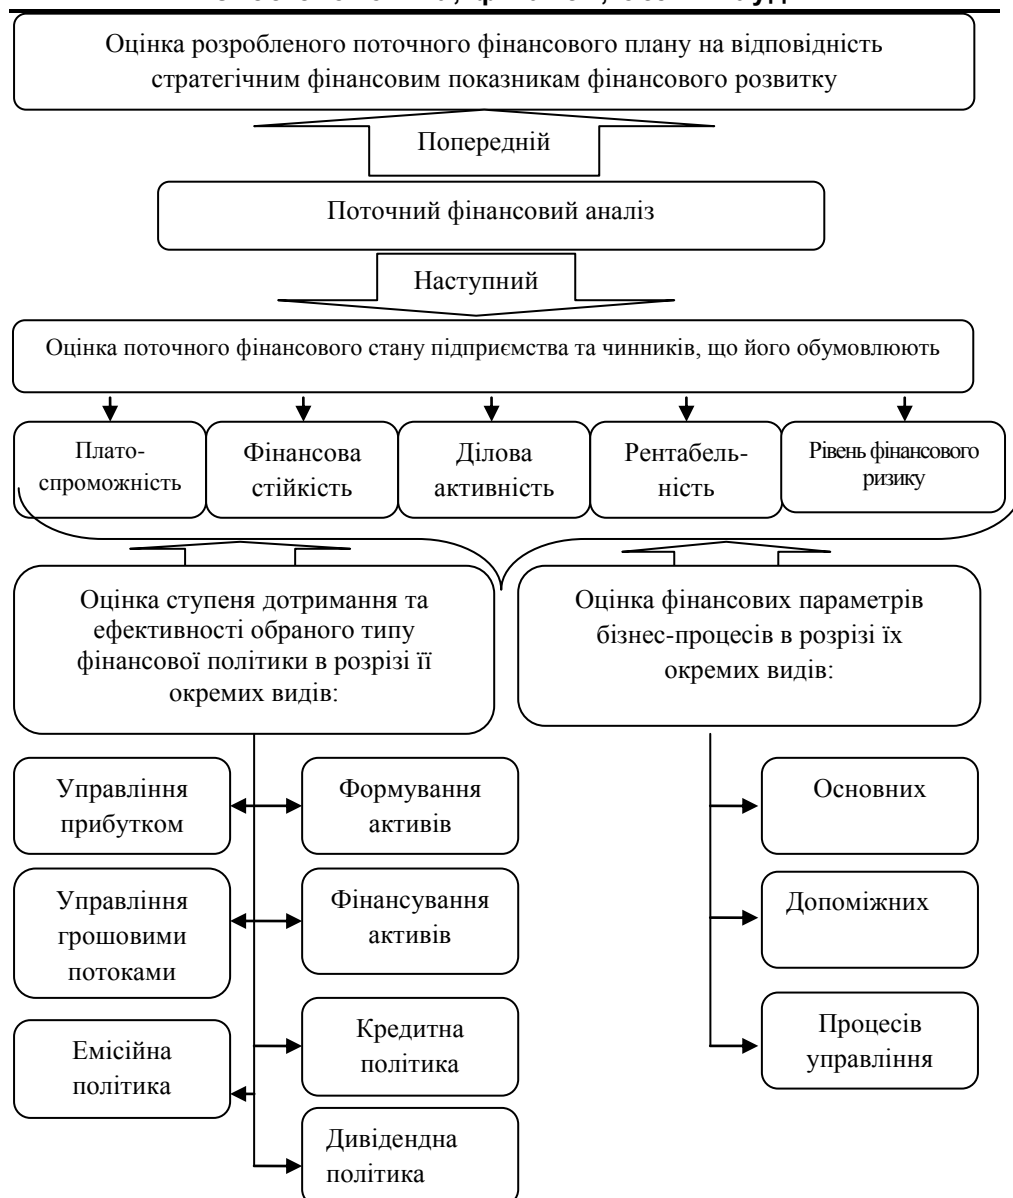 Оцінка розробленого поточного фінансового плану на відповідність
стратегічним фінансовим показникам фінансового розвитку
Попередній
Поточний фінансовий аналіз
Наступний
Оцінка поточного фінансового стану підприємства та чинників, що його обумовлюють
Плато-
спроможність
Фінансова
стійкість
Ділова
активність
Рентабель-
ність
Рівень фінансового
ризику
Оцінка ступеня дотримання та
ефективності обраного типу
фінансової політики в розрізі її
окремих видів:
Оцінка фінансових параметрів
бізнес-процесів в розрізі їх
окремих видів:
Управління
прибутком
Формування
активів
Основних
Управління
грошовими
потоками
Фінансування
активів
Допоміжних
Емісійна
політика
Кредитна
політика
Процесів
управління
Дивідендна
політика